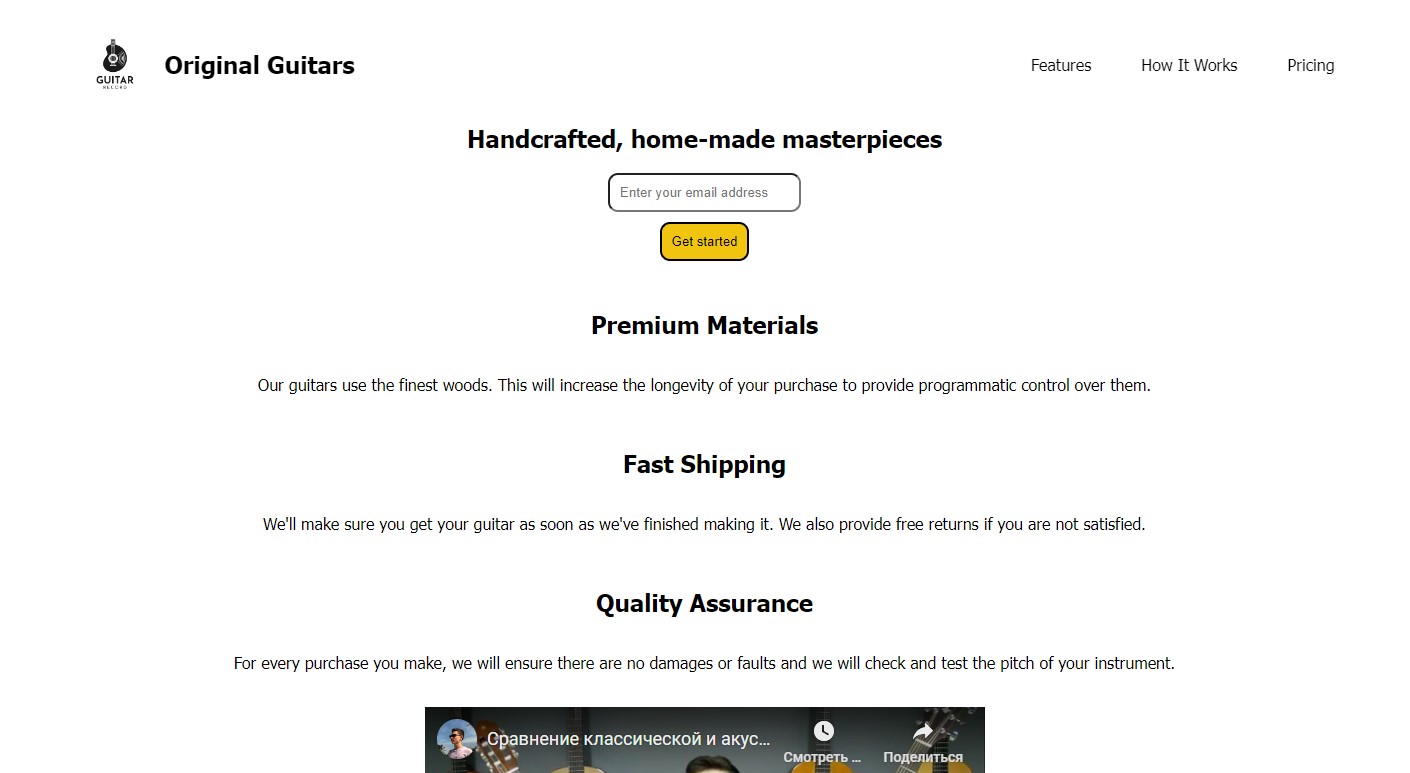 GUITAR
RECORD
Original Guitars
Features
How It Works
Pricing
Handcrafted, home-made masterpieces
Enter your email address
Get started
Premium Materials
Our guitars use the finest woods. This will increase the longevity of your purchase to provide programmatic control over them.
Fast Shipping
We'll make sure you get your guitar as soon as we've finished making it. We also provide free returns if you are not satisfied.
Quality Assurance
For every purchase you make, we will ensure there are no damages or faults and we will check and test the pitch of your instrument.
Сравнение классической и акус...
Смотреть ...
Поделиться